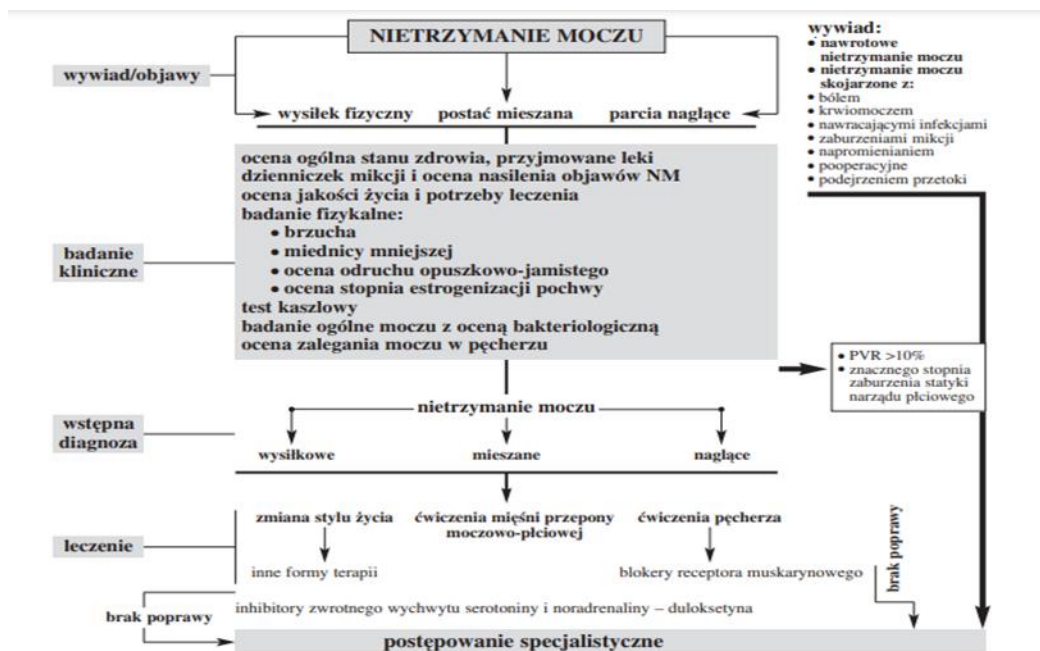 NIETRZYMANIE MOCZU
wywiad/objawy
wysiłek fizyczny postać mieszana parcia naglące
wywiad:
• nawrotowe
nietrzymanie moczu
• nietrzymanie moczu
skojarzone z:
• bólem
• krwiomoczem
• nawracającymi infekcjami
• zaburzeniami mikcji
• napromienianiem
• pooperacyjne
• podejrzeniem przetoki
badanie
kliniczne
ocena ogólna stanu zdrowia, przyjmowane leki
dzienniczek mikcji i ocena nasilenia objawów NM
ocena jakości życia i potrzeby leczenia
badanie fizykalne:
• brzucha
• miednicy mniejszej
• ocena odruchu opuszkowo-jamistego
• ocena stopnia estrogenizacji pochwy
test kaszlowy
badanie ogólne moczu z oceną bakteriologiczną
ocena zalegania moczu w pęcherzu
• PVR >10%
• znacznego stopnia
zaburzenia statyki
narządu płciowego
wstępna
diagnoza
nietrzymanie moczu
wysiłkowe mieszane naglące
leczenie
zmiana stylu życia ćwiczenia mięśni przepony ćwiczenia pęcherza
moczowo-płciowej
inne formy terapii blokery receptora muskarynowego
brak poprawy
inhibitory zwrotnego wychwytu serotoniny i noradrenaliny – duloksetyna
brak poprawy
postępowanie specjalistyczne